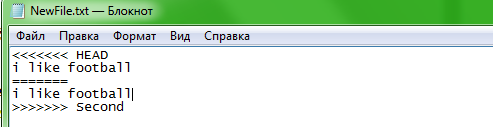 NewFile.txt — Блокнот
Файл Правка Формат Вид Справка
<<<<<<< HEAD
i like football
=======
i like football
>>>>>>> Second